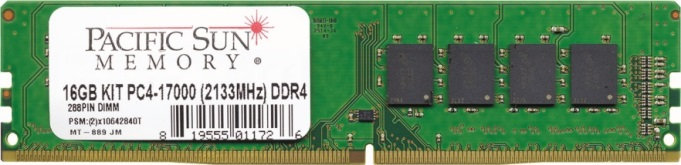 PACIFIC SUN
MEMORY®
16GB KIT PC4-17000 (2133MHz) DDR4
288PIN DIMM
PSM:(2)x10642840T
MT - 889 JM
8 19555 01172 6